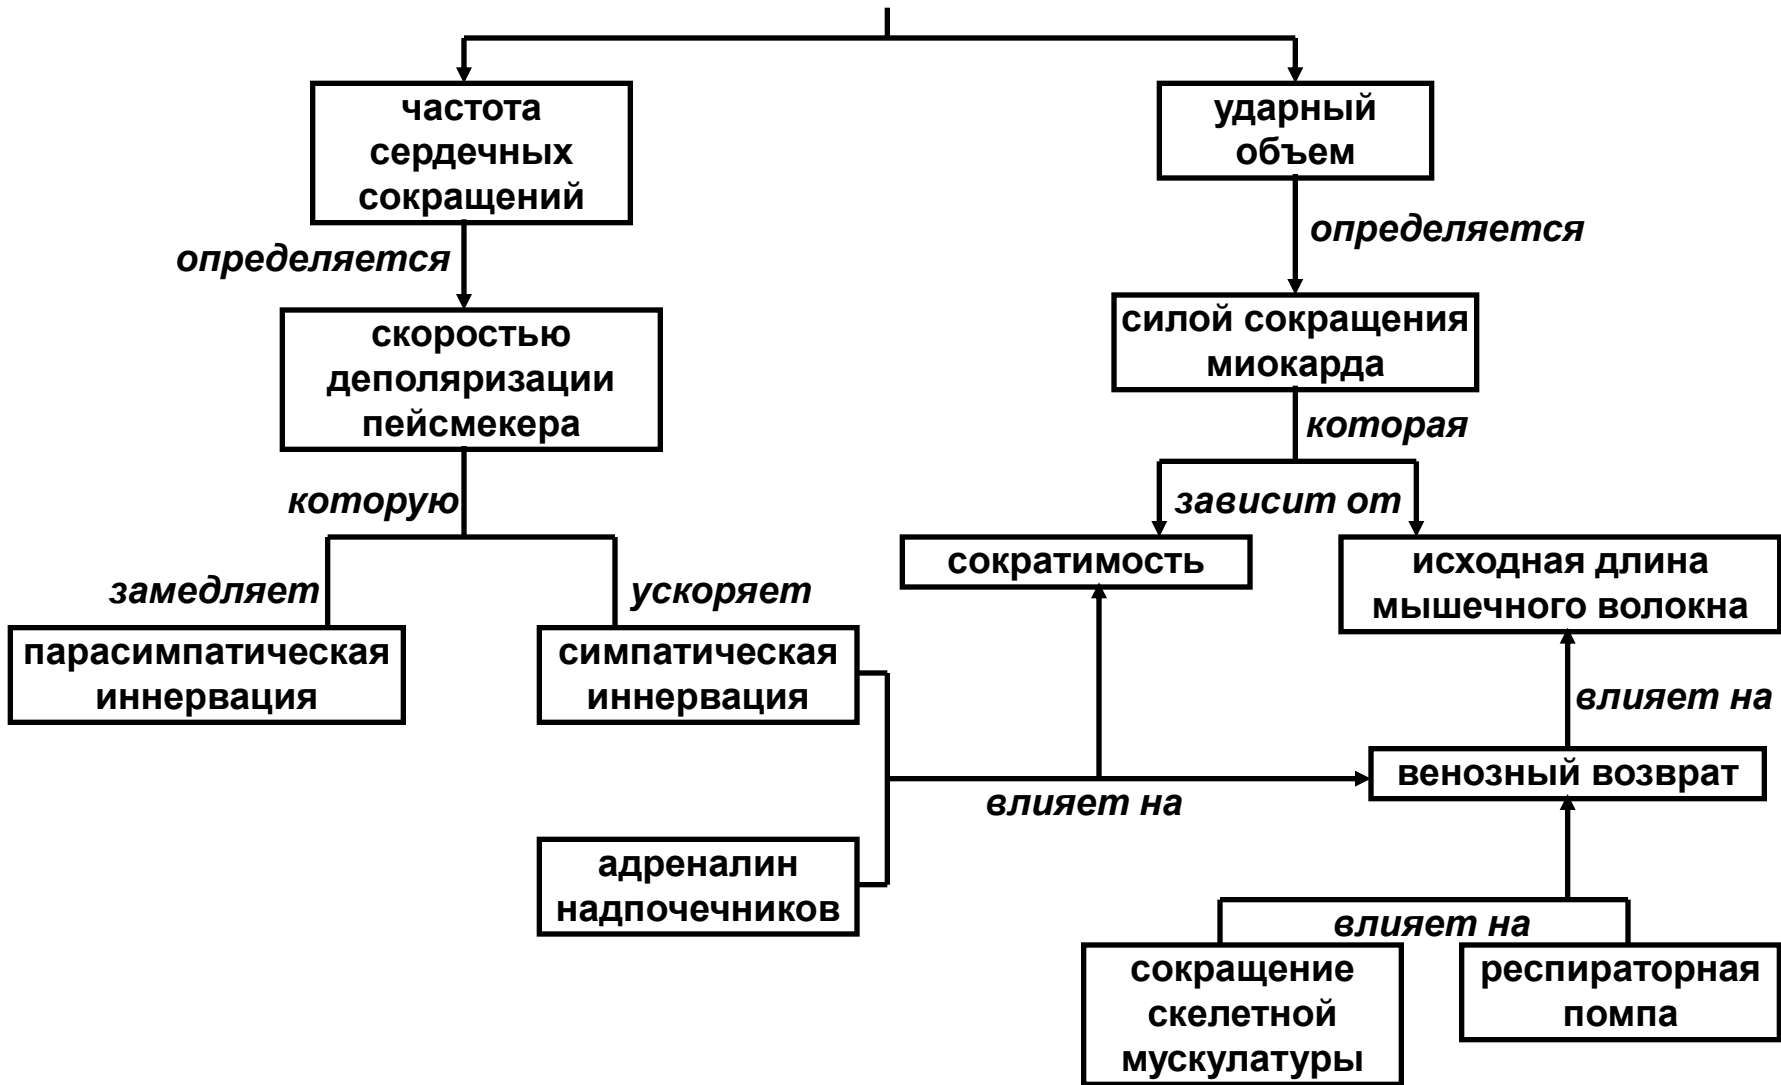 частота
сердечных
сокращений
ударный
объем
определяется
определяется
скоростью
деполяризации
пейсмекера
силой сокращения
миокарда
которую
которая
зависит от
замедляет
ускоряет
сократимость
исходная длина
мышечного волокна
парасимпатическая
иннервация
симпатическая
иннервация
влияет на
венозный возврат
влияет на
адреналин
надпочечников
влияет на
сокращение
скелетной
мускулатуры
респираторная
помпа